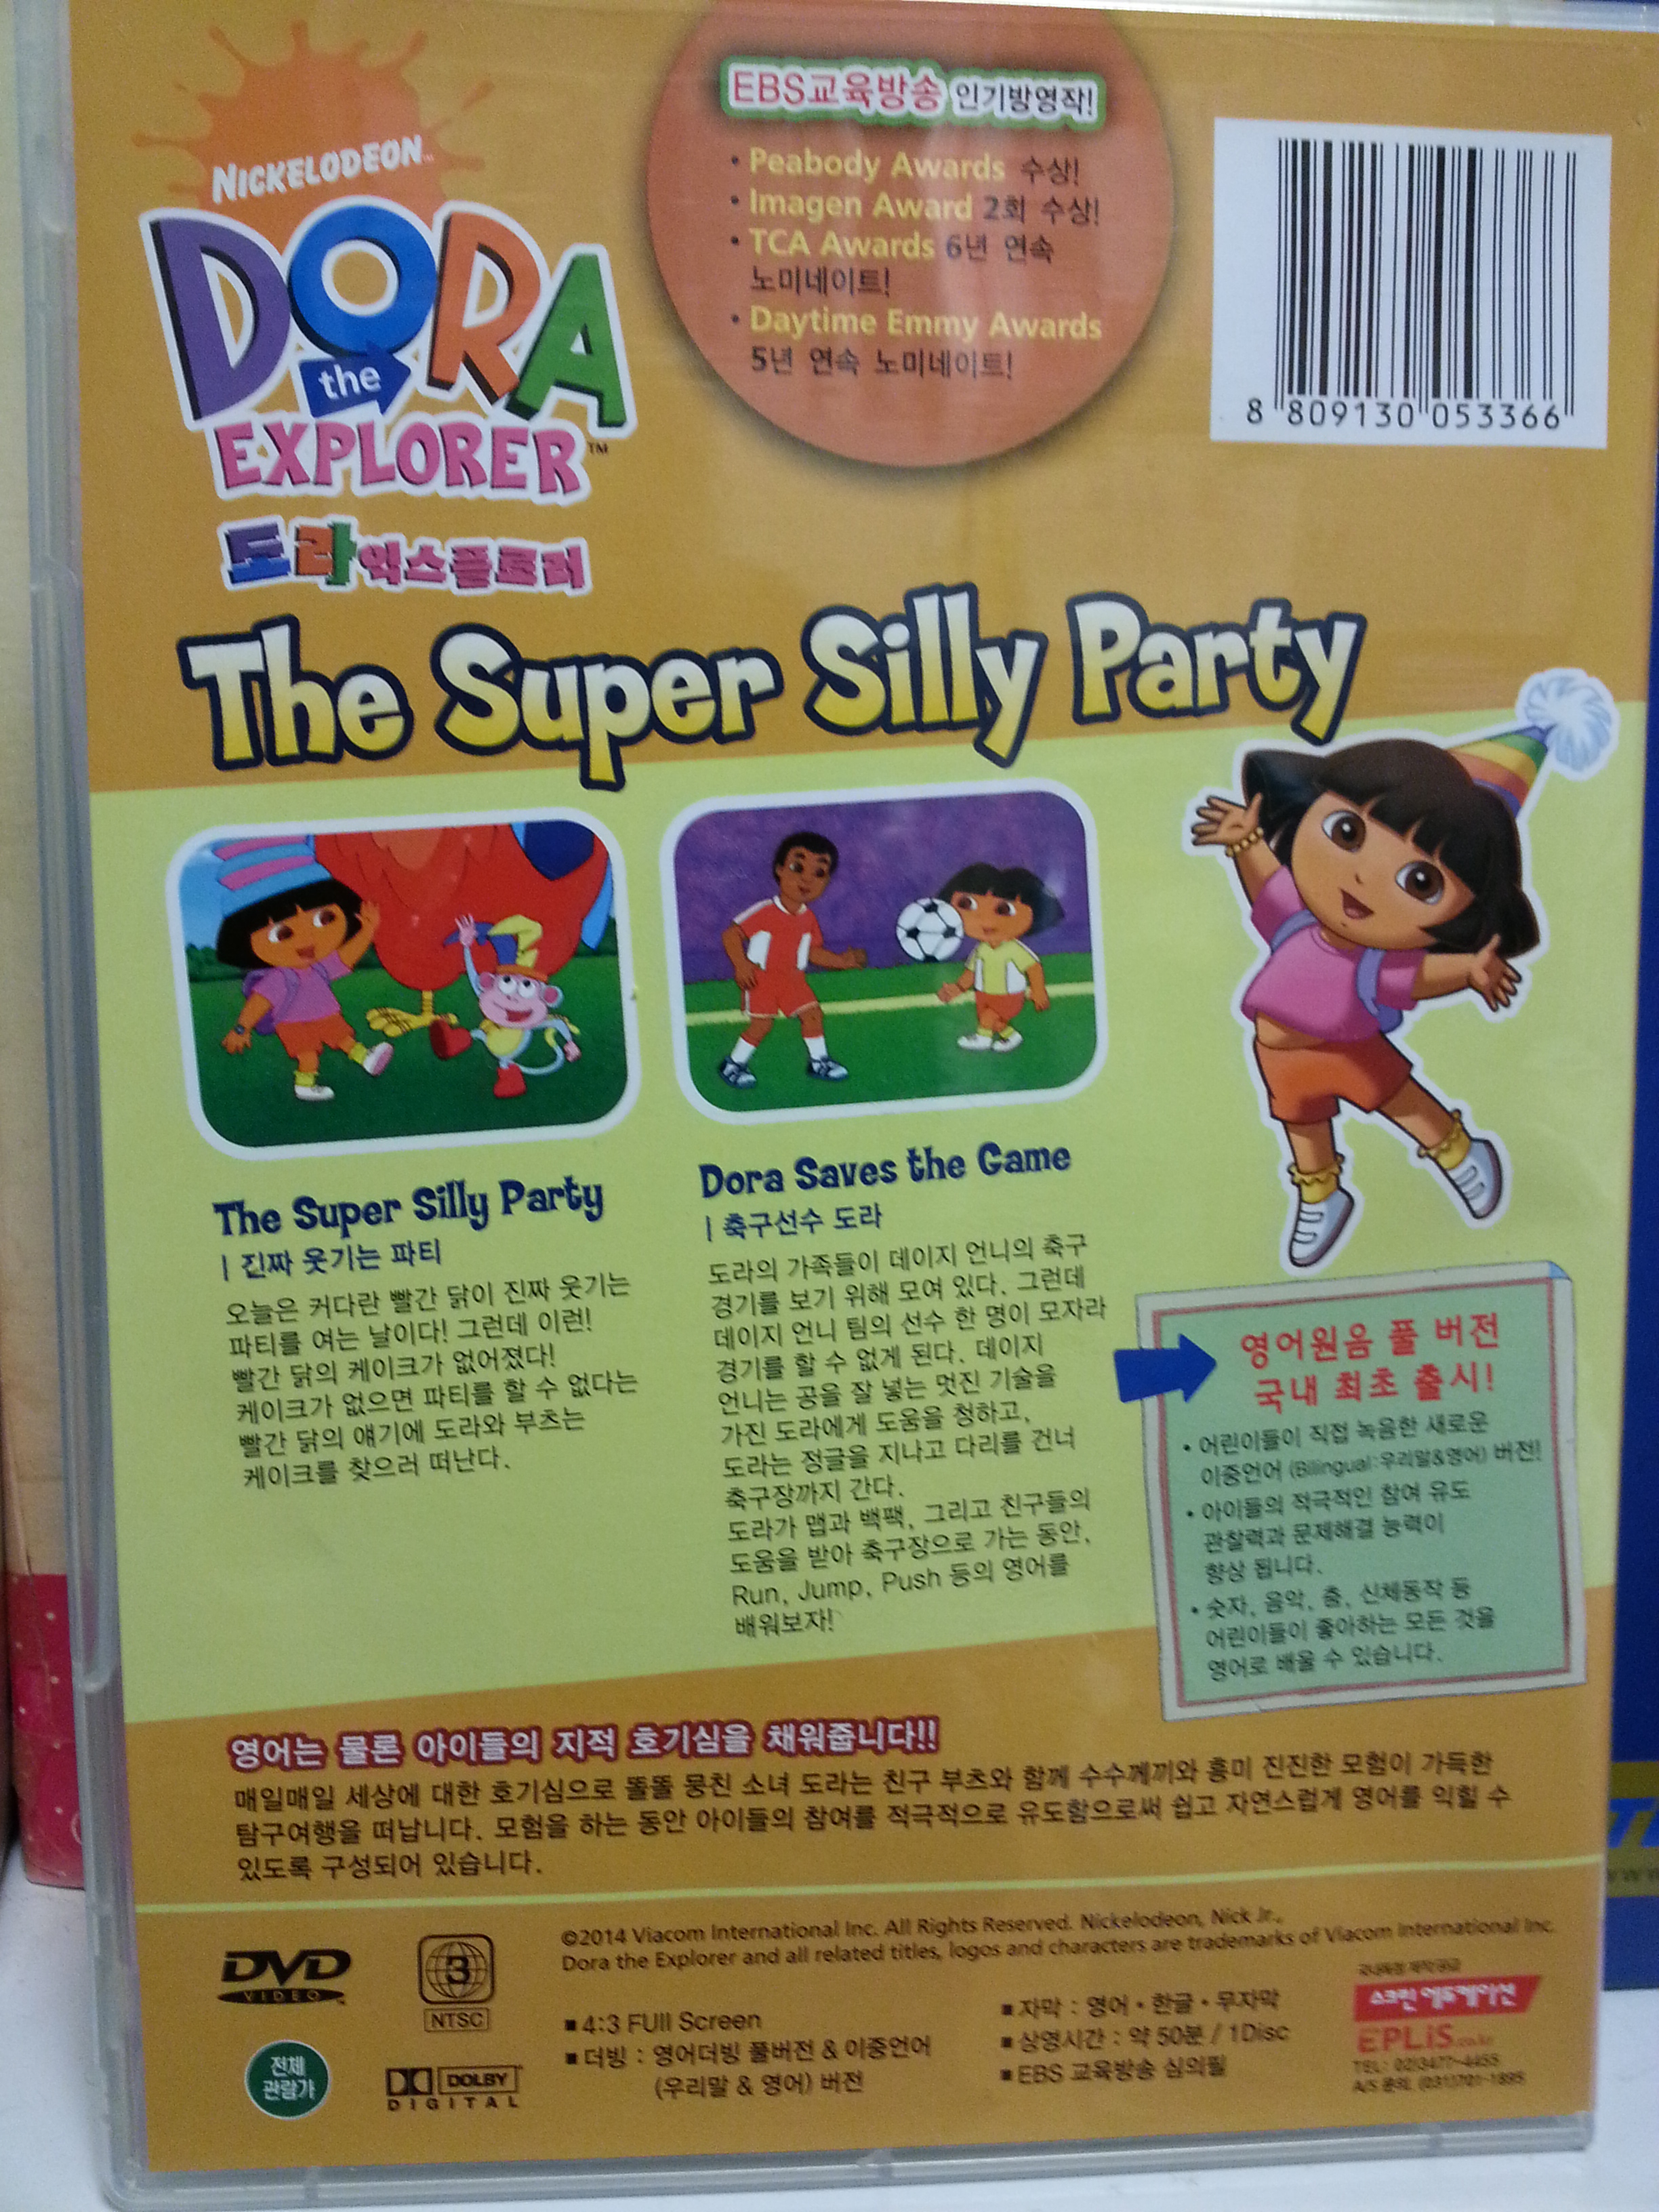 NICKELODEON
DORA
the
EXPLORER™
도라 익스플로러
EBS교육방송 인기방영작!
• Peabody Awards 수상!
• Imagen Award 2회 수상!
• TCA Awards 6년 연속
노미네이트!
• Daytime Emmy Awards
5년 연속 노미네이트!
8 809130 053366
The Super Silly Party
The Super Silly Party
| 진짜 웃기는 파티
오늘은 커다란 빨간 닭이 진짜 웃기는
파티를 여는 날이다! 그런데 이런!
빨간 닭의 케이크가 없어졌다!
케이크가 없으면 파티를 할 수 없다는
빨간 닭의 얘기에 도라와 부츠는
케이크를 찾으러 떠난다.
Dora Saves the Game
| 축구선수 도라
도라의 가족들이 데이지 언니의 축구
경기를 보기 위해 모여 있다. 그런데
데이지 언니 팀의 선수 한 명이 모자라
경기를 할 수 없게 된다. 데이지
언니는 공을 잘 넣는 멋진 기술을
가진 도라에게 도움을 청하고,
도라는 정글을 지나고 다리를 건너
축구장까지 간다.
도라가 맵과 백팩, 그리고 친구들의
도움을 받아 축구장으로 가는 동안,
Run, Jump, Push 등의 영어를
배워보자!
영어원음 풀 버전
국내 최초 출시!
• 어린이들이 직접 녹음한 새로운
이중언어 (Bilingual:우리말&영어) 버전!
• 아이들의 적극적인 참여 유도
관찰력과 문제해결 능력이
향상 됩니다.
• 숫자, 음악, 춤, 신체동작 등
어린이들이 좋아하는 모든 것을
영어로 배울 수 있습니다.
영어는 물론 아이들의 지적 호기심을 채워줍니다!!
매일매일 세상에 대한 호기심으로 똘똘 뭉친 소녀 도라는 친구 부츠와 함께 수수께끼와 흥미 진진한 모험이 가득한
탐구여행을 떠납니다. 모험을 하는 동안 아이들의 참여를 적극적으로 유도함으로써 쉽고 자연스럽게 영어를 익힐 수
있도록 구성되어 있습니다.
©2014 Viacom International Inc. All Rights Reserved. Nickelodeon, Nick Jr.,
Dora the Explorer and all related titles, logos and characters are trademarks of Viacom International Inc.
DVD
VIDEO
3
NTSC
전체
관람가
DOLBY
DIGITAL
■ 4:3 FUll Screen
■ 더빙 : 영어더빙 풀버전 & 이중언어
(우리말 & 영어) 버전
■ 자막 : 영어 • 한글 • 무자막
■ 상영시간 : 약 50분 / 1Disc
■ EBS 교육방송 심의필
국내독점 제작/공급
스크린 에듀케이션
EPLiS.co.kr
TEL: 02)3477-4455
A/S 문의. (031)701-1895